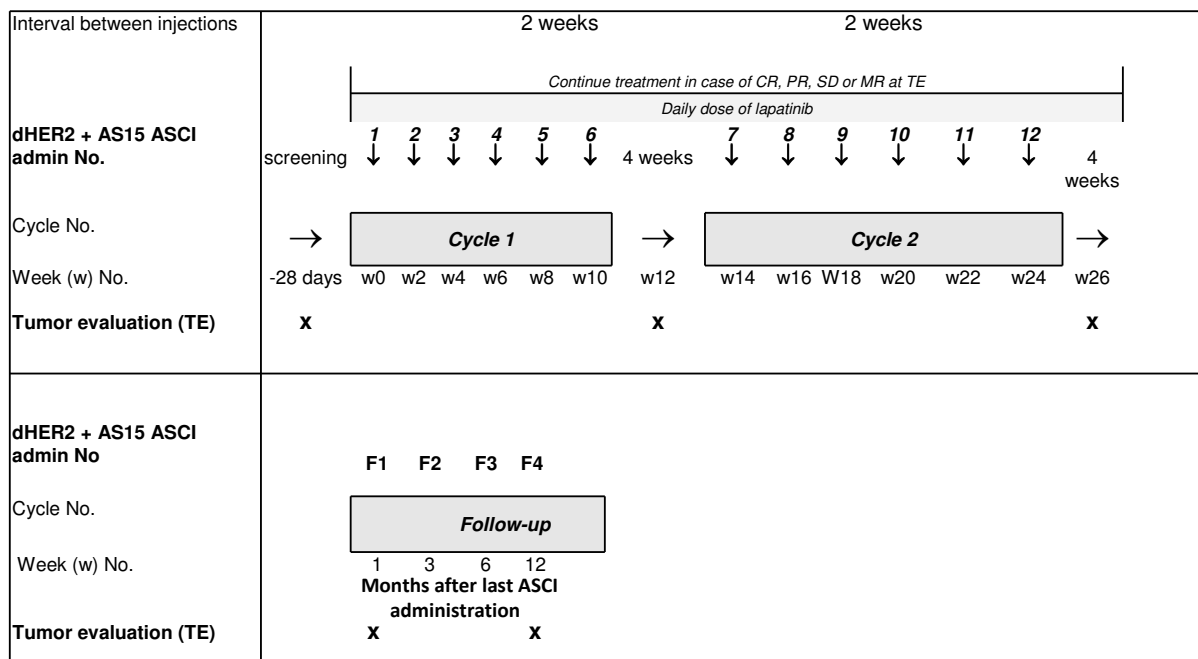 Interval between injections 2 weeks 2 weeks
Continue treatment in case of CR, PR, SD or MR at TE
Daily dose of lapatinib
dHER2 + AS15 ASCI 1 2 3 4 5 6 7 8 9 10 11 12
admin No. screening ↓ ↓ ↓ ↓ ↓ ↓ 4 weeks ↓ ↓ ↓ ↓ ↓ ↓ 4
weeks
Cycle No. → Cycle 1 → Cycle 2 →
Week (w) No. -28 days w0 w2 w4 w6 w8 w10 w12 w14 w16 W18 w20 w22 w24 w26
Tumor evaluation (TE) x x x
dHER2 + AS15 ASCI
admin No F1 F2 F3 F4
Cycle No. Follow-up
Week (w) No. 1 3 6 12
Months after last ASCI
administration
Tumor evaluation (TE) x x